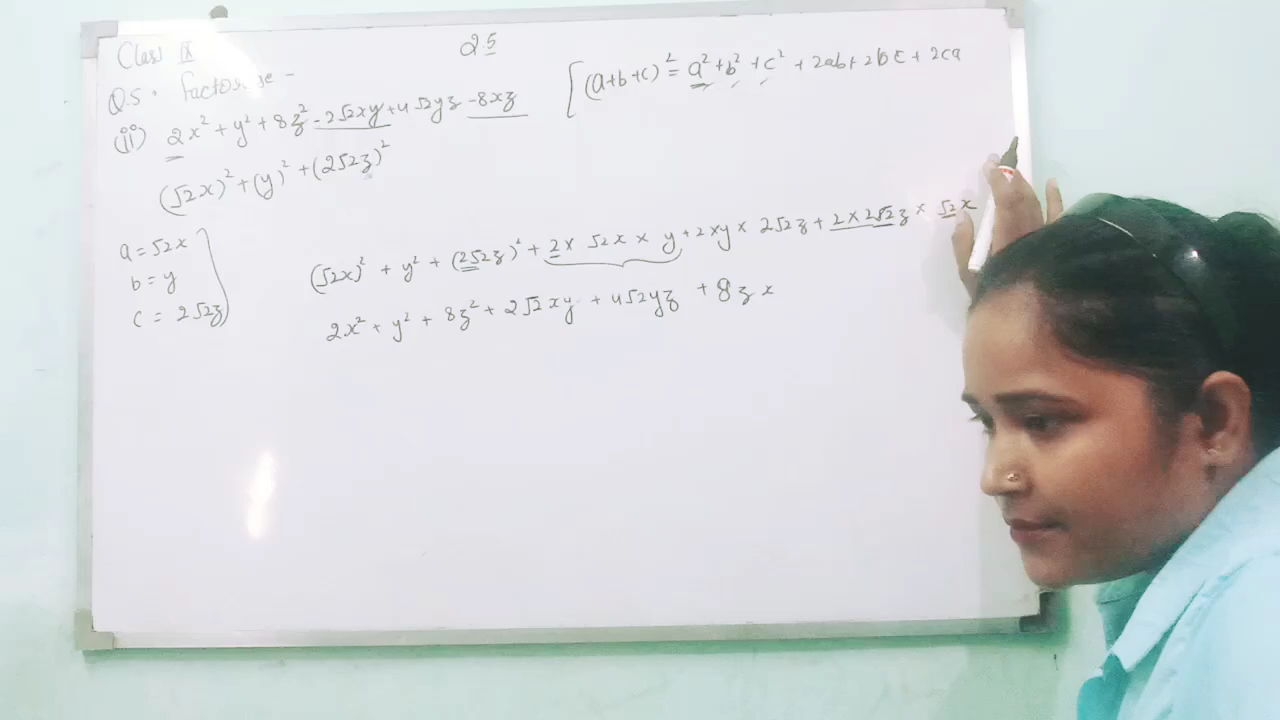 Class IX
2.5
Q.5. Factorise -
[(a+b+c)² = a² + b² + c² + 2ab + 2bc + 2ca
(ii) 2x² + y² + 8z² - 2√2xy + 4√2yz - 8xz
(√2x)² + (y)² + (2√2z)²
a = √2x
b = y
c = 2√2z
(√2x)² + y² + (2√2z)² + 2 × √2x × y + 2 × y × 2√2z + 2 × 2√2z × √2x
2x² + y² + 8z² + 2√2xy + 4√2yz + 8zx